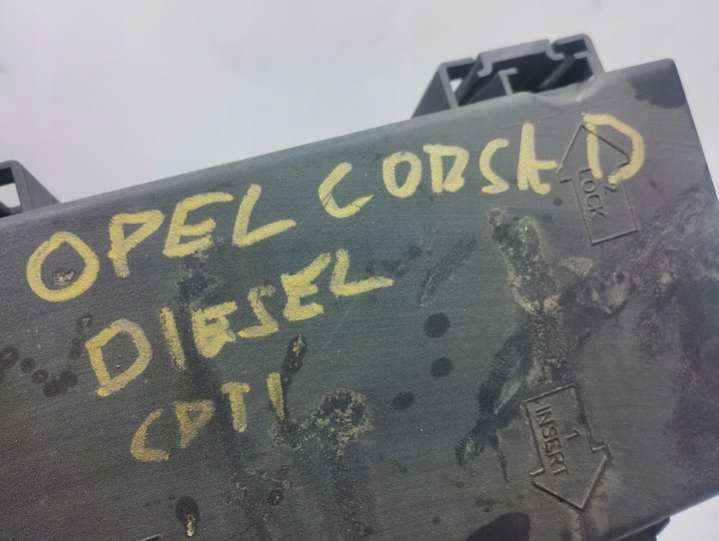 OPEL CORSA D
DIESEL
CDTI
2
LOCK
1
INSERT